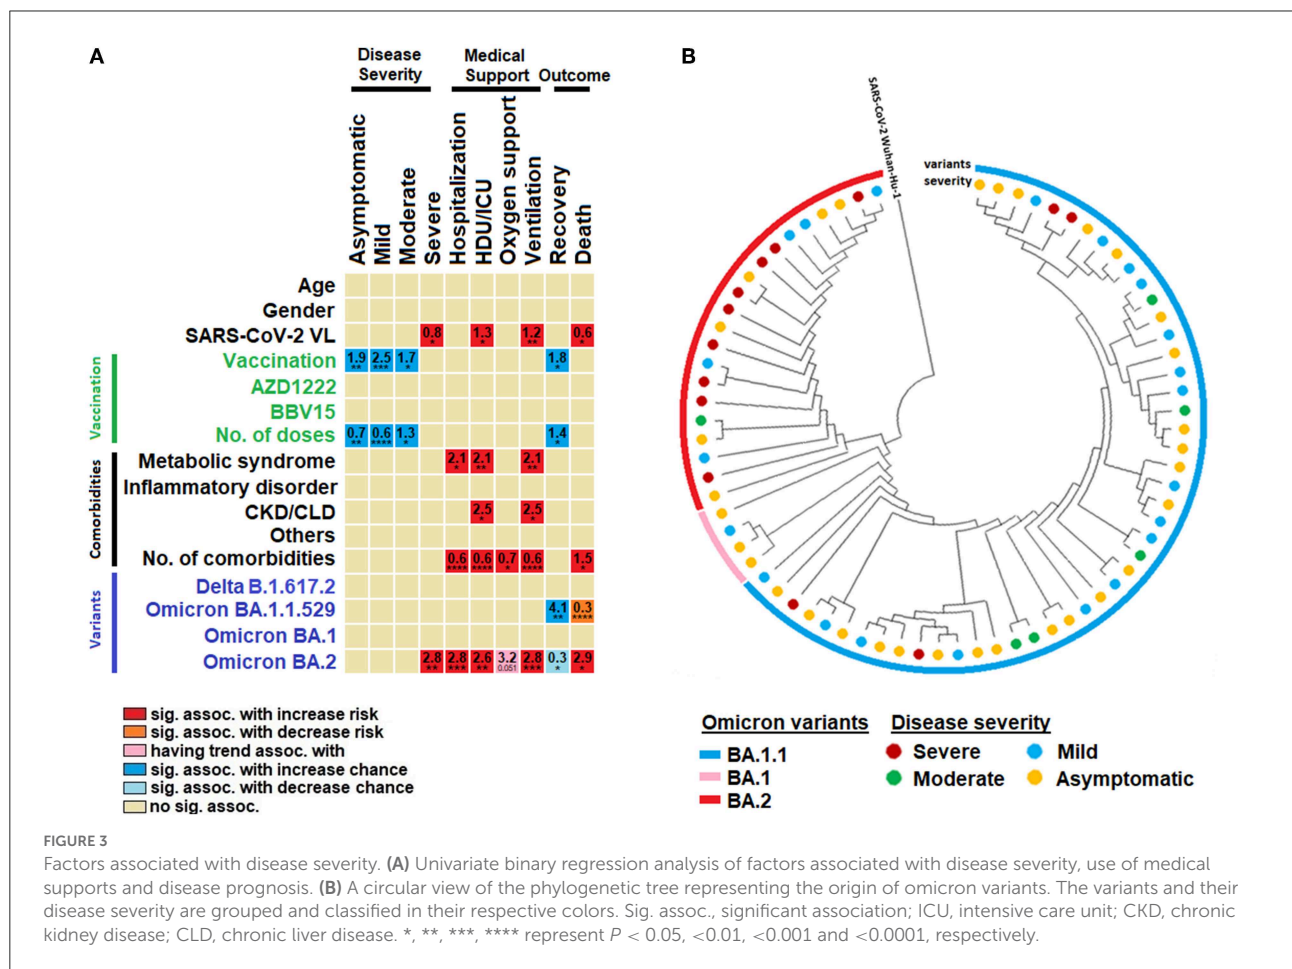 A
Disease
Severity
Medical
Support
Outcome
Asymptomatic
Mild
Moderate
Severe
Hospitalization
HDU/ICU
Oxygen support
Ventilation
Recovery
Death
Age
Gender
SARS-CoV-2 VL
0.8 1.3 1.2 0.6
* * ** *
Vaccination
Vaccination
1.9 2.5 1.7 1.8
** *** * *
AZD1222
BBV15
No. of doses
0.7 0.6 1.3 1.4
** **** * *
Comorbidities
Metabolic syndrome
2.1 2.1 2.1
* ** **
Inflammatory disorder
CKD/CLD
2.5 2.5
* *
Others
No. of comorbidities
0.6 0.6 0.7 0.6 1.5
**** **** * **** *
Variants
Delta B.1.617.2
Omicron BA.1.1.529
4.1 0.3
** ****
Omicron BA.1
Omicron BA.2
2.8 2.8 2.6 3.2 2.8 0.3 2.9
** *** ** 0.051 *** * *
sig. assoc. with increase risk
sig. assoc. with decrease risk
having trend assoc. with
sig. assoc. with increase chance
sig. assoc. with decrease chance
no sig. assoc.
B
SARS-CoV-2 Wuhan-Hu-1
variants
severity
Omicron variants
BA.1.1
BA.1
BA.2
Disease severity
Severe
Mild
Moderate
Asymptomatic
FIGURE 3
Factors associated with disease severity. (A) Univariate binary regression analysis of factors associated with disease severity, use of medical
supports and disease prognosis. (B) A circular view of the phylogenetic tree representing the origin of omicron variants. The variants and their
disease severity are grouped and classified in their respective colors. Sig. assoc., significant association; ICU, intensive care unit; CKD, chronic
kidney disease; CLD, chronic liver disease. *, **, ***, **** represent P < 0.05, <0.01, <0.001 and <0.0001, respectively.